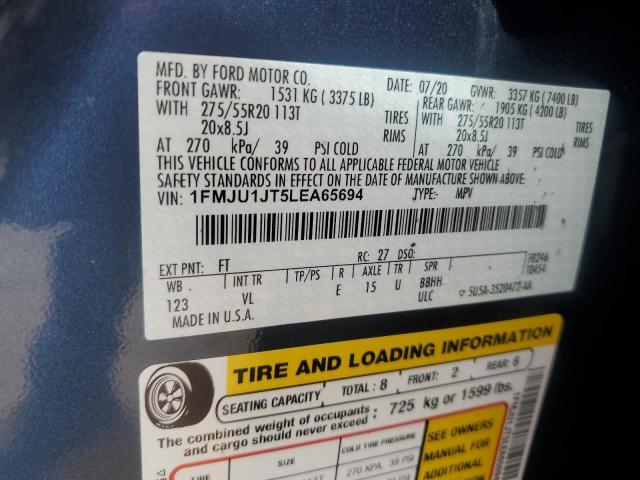 MFD. BY FORD MOTOR CO.
DATE: 07/20 GVWR: 3357 KG (7400 LB)
FRONT GAWR: 1531 KG (3375 LB)
REAR GAWR: 1905 KG (4200 LB)
WITH 275/55R20 113T TIRES
WITH 275/55R20 113T TIRES
20x8.5J RIMS
20x8.5J RIMS
AT 270 kPa/ 39 PSI COLD
AT 270 kPa/ 39 PSI COLD
THIS VEHICLE CONFORMS TO ALL APPLICABLE FEDERAL MOTOR VEHICLE
SAFETY STANDARDS IN EFFECT ON THE DATE OF MANUFACTURE SHOWN ABOVE.
VIN: 1FMJU1JT5LEA65694 TYPE: MPV
EXT PNT: FT RC: 27 DSO:
F0246
T0454
WB INT TR TP/PS R AXLE TR SPR
123 VL E 15 U BBHH
ULC
5U5A-3520472-AA
MADE IN U.S.A.
TIRE AND LOADING INFORMATION
SEATING CAPACITY TOTAL: 8 FRONT: 2 REAR: 6
The combined weight of occupants and cargo should never exceed: 725 kg or 1599 lbs.
TIRE SIZE COLD TIRE PRESSURE
270 KPA, 39 PSI
SEE OWNERS
MANUAL FOR
ADDITIONAL